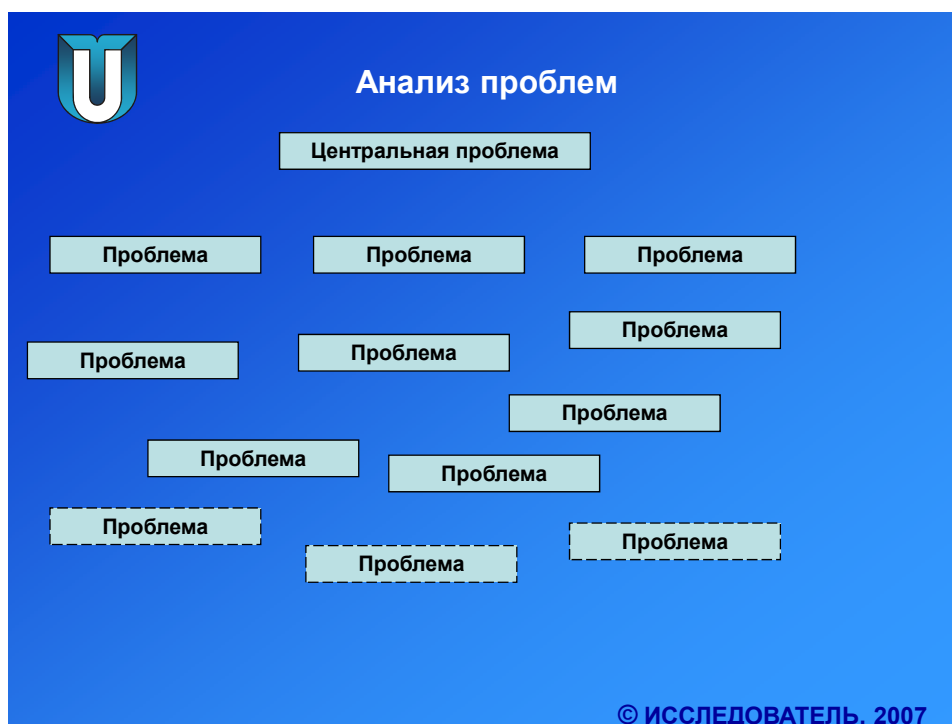 Анализ проблем
Центральная проблема
Проблема
Проблема
Проблема
Проблема
Проблема
Проблема
Проблема
Проблема
Проблема
Проблема
Проблема
Проблема
© ИССЛЕДОВАТЕЛЬ, 2007